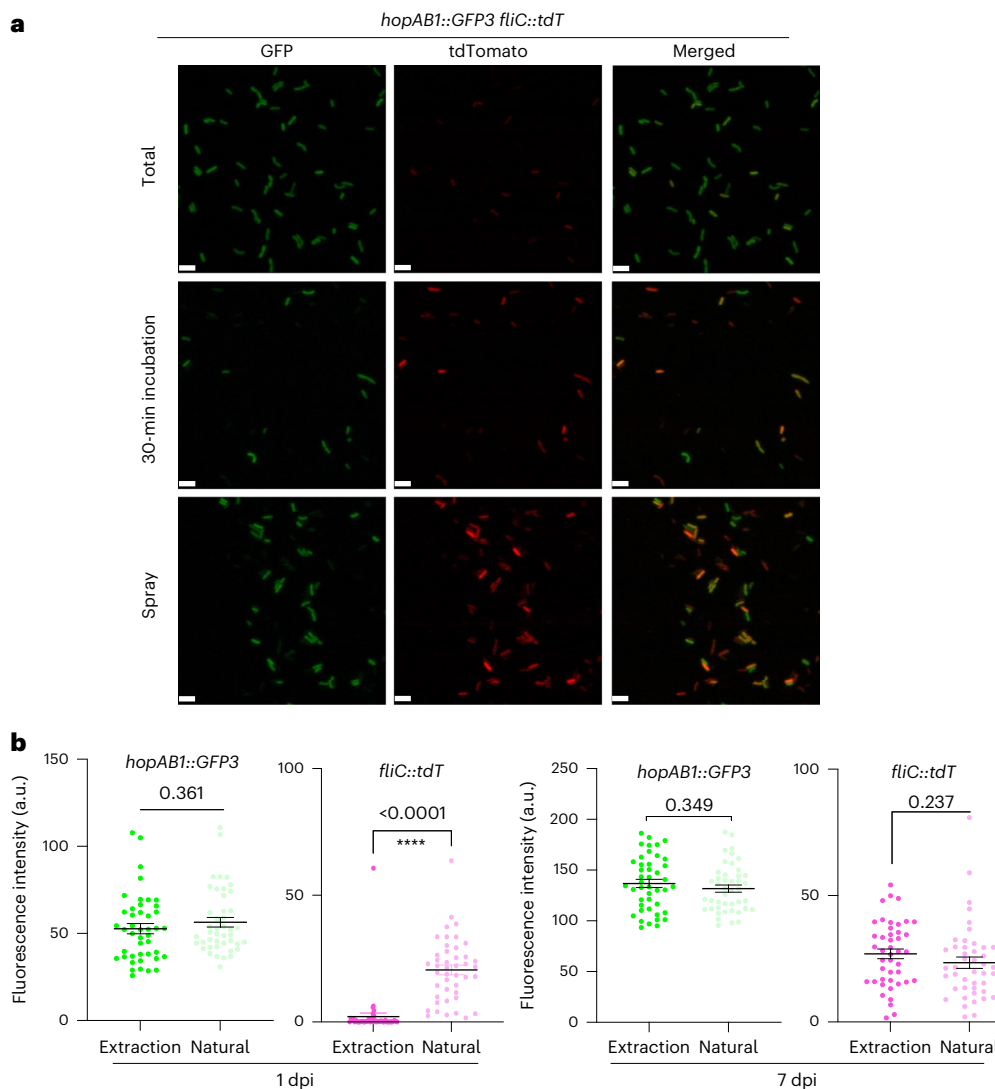 a
hopAB1::GFP3 fliC::tdT
GFP tdTomato Merged
Total
30-min incubation
Spray
b
Fluorescence intensity (a.u.)
150
100
50
0
hopAB1::GFP3
0.361
Extraction Natural
100
50
0
fliC::tdT
<0.0001
****
Extraction Natural
1 dpi
Fluorescence intensity (a.u.)
250
200
150
100
50
0
hopAB1::GFP3
0.349
Extraction Natural
100
50
0
fliC::tdT
0.237
Extraction Natural
7 dpi